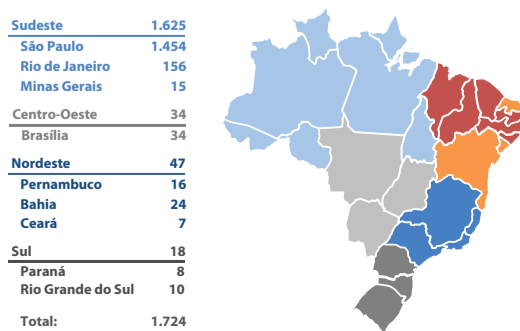 Sudeste 1.625
São Paulo 1.454
Rio de Janeiro 156
Minas Gerais 15
Centro-Oeste 34
Brasília 34
Nordeste 47
Pernambuco 16
Bahia 24
Ceará 7
Sul 18
Paraná 8
Rio Grande do Sul 10
Total: 1.724